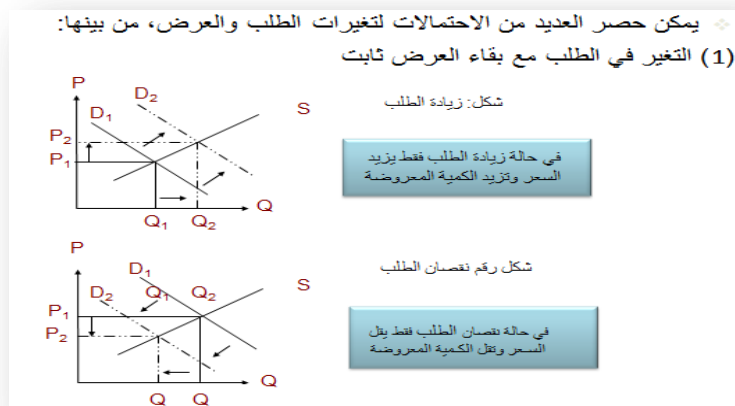 يمكن حصر العديد من الاحتمالات لتغيرات الطلب والعرض، من بينها:
(1) التغير في الطلب مع بقاء العرض ثابت
شكل: زيادة الطلب
P
D₁
D₂
S
P₂
P₁
Q₁
Q₂
Q
في حالة زيادة الطلب فقط يزيد
السعر وتزيد الكمية المعروضة
شكل رقم نقصان الطلب
P
D₁
S
D₂
Q₁
Q₂
P₁
P₂
Q
Q
Q
في حالة نقصان الطلب فقط يقل
السعر وتقل الكمية المعروضة